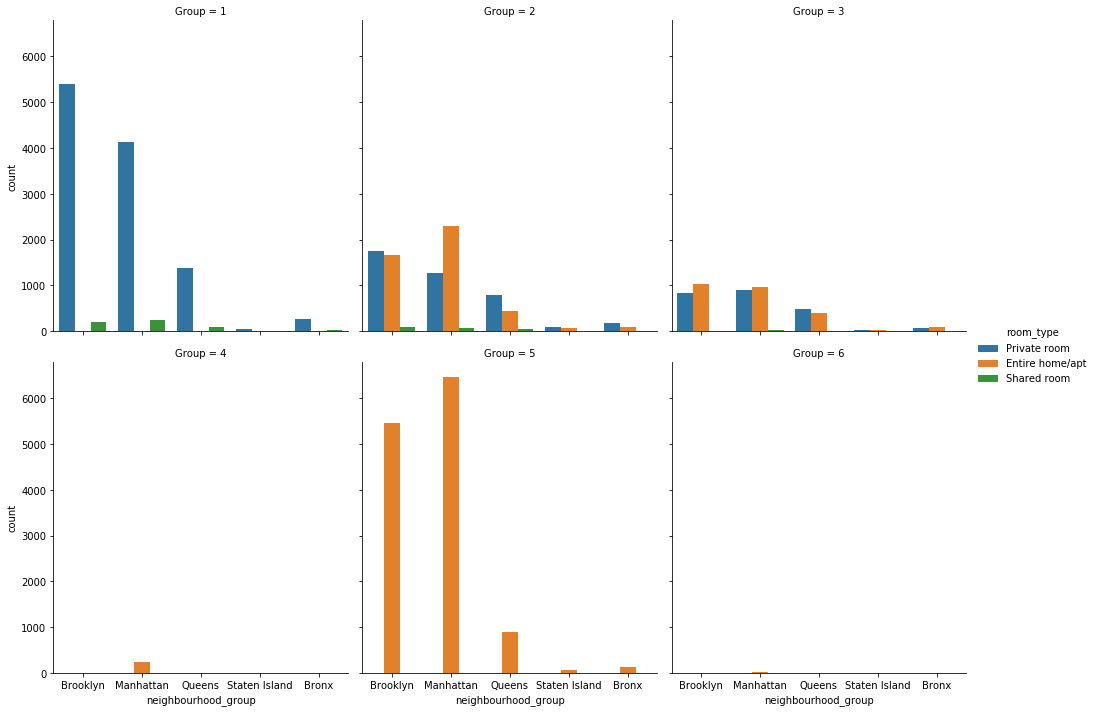 Group = 1
Group = 2
Group = 3
6000
5000
4000
3000
2000
1000
0
count
room_type
Private room
Entire home/apt
Shared room
Group = 4
Group = 5
Group = 6
6000
5000
4000
3000
2000
1000
0
count
Brooklyn Manhattan Queens Staten Island Bronx
neighbourhood_group
Brooklyn Manhattan Queens Staten Island Bronx
neighbourhood_group
Brooklyn Manhattan Queens Staten Island Bronx
neighbourhood_group